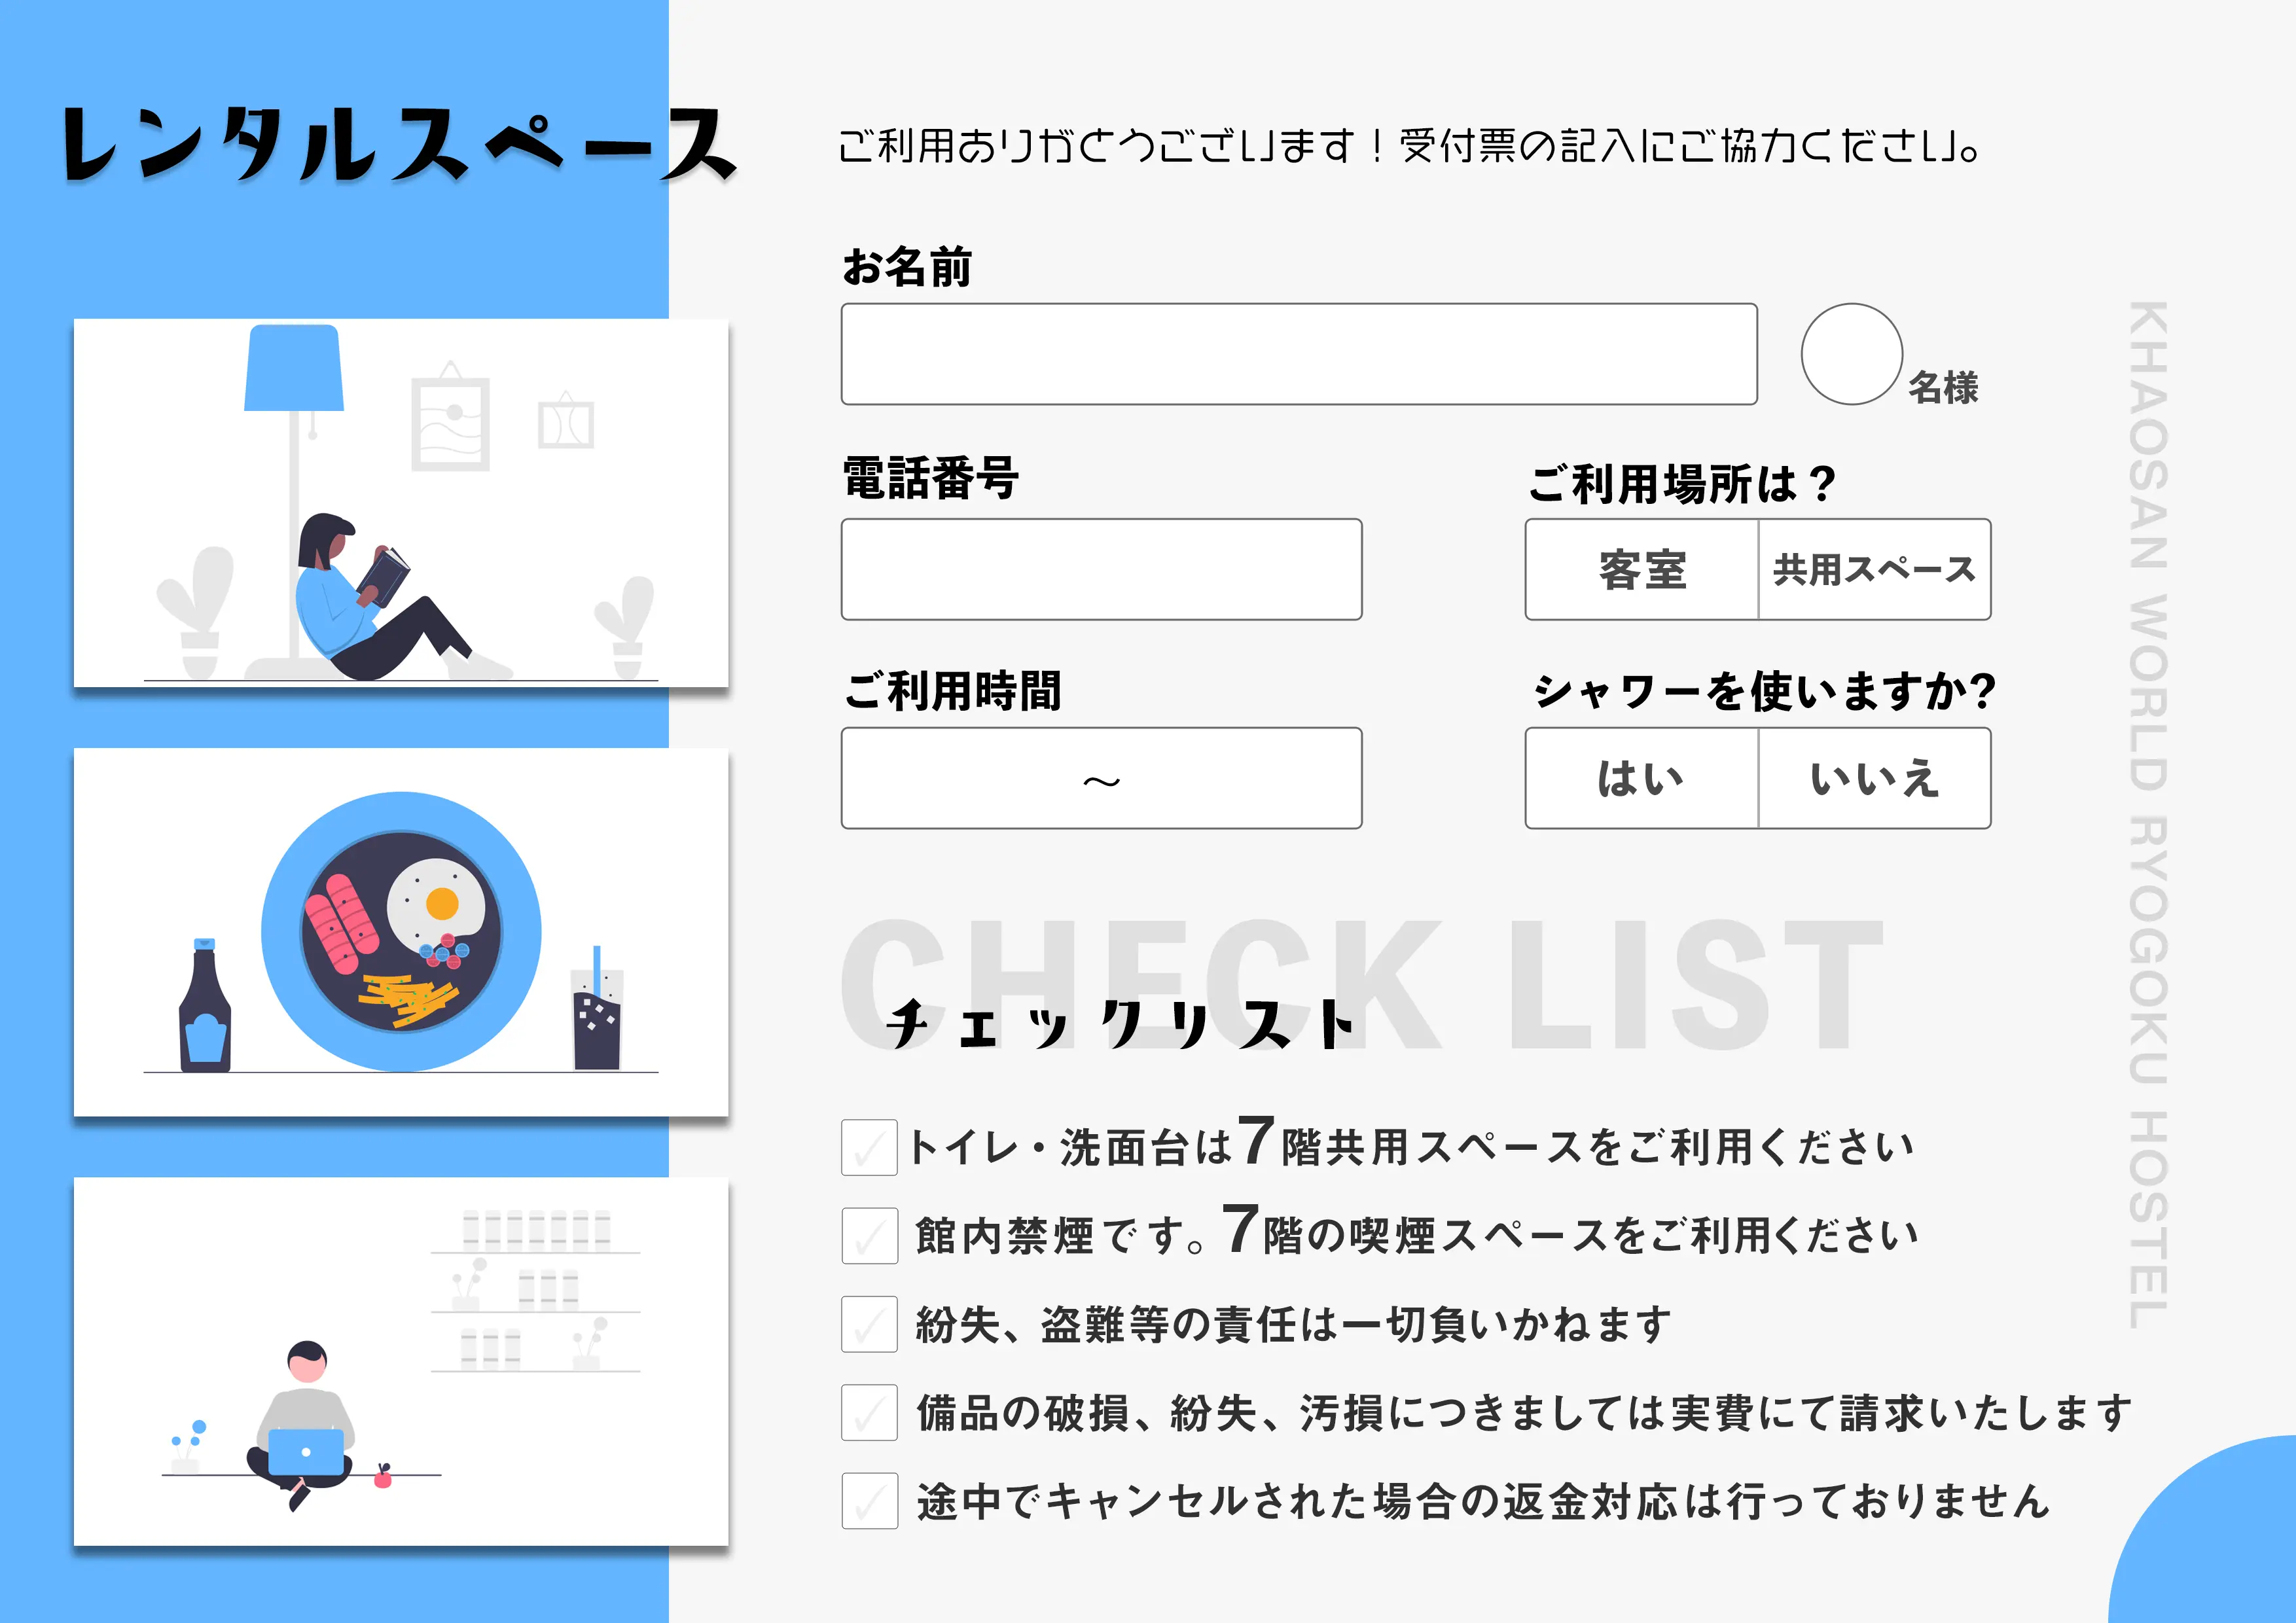 レンタルスペース
ご利用ありがとうございます！受付票の記入にご協力ください。
お名前
名様
電話番号
ご利用場所は？
客室
共用スペース
ご利用時間
～
シャワーを使いますか?
はい
いいえ
CHECK LIST
チェックリスト
トイレ・洗面台は7階共用スペースをご利用ください
館内禁煙です。7階の喫煙スペースをご利用ください
紛失、盗難等の責任は一切負いかねます
備品の破損、紛失、汚損につきましては実費にて請求いたします
途中でキャンセルされた場合の返金対応は行っておりません
KHAOSAN WORLD RYOGOKU HOSTEL